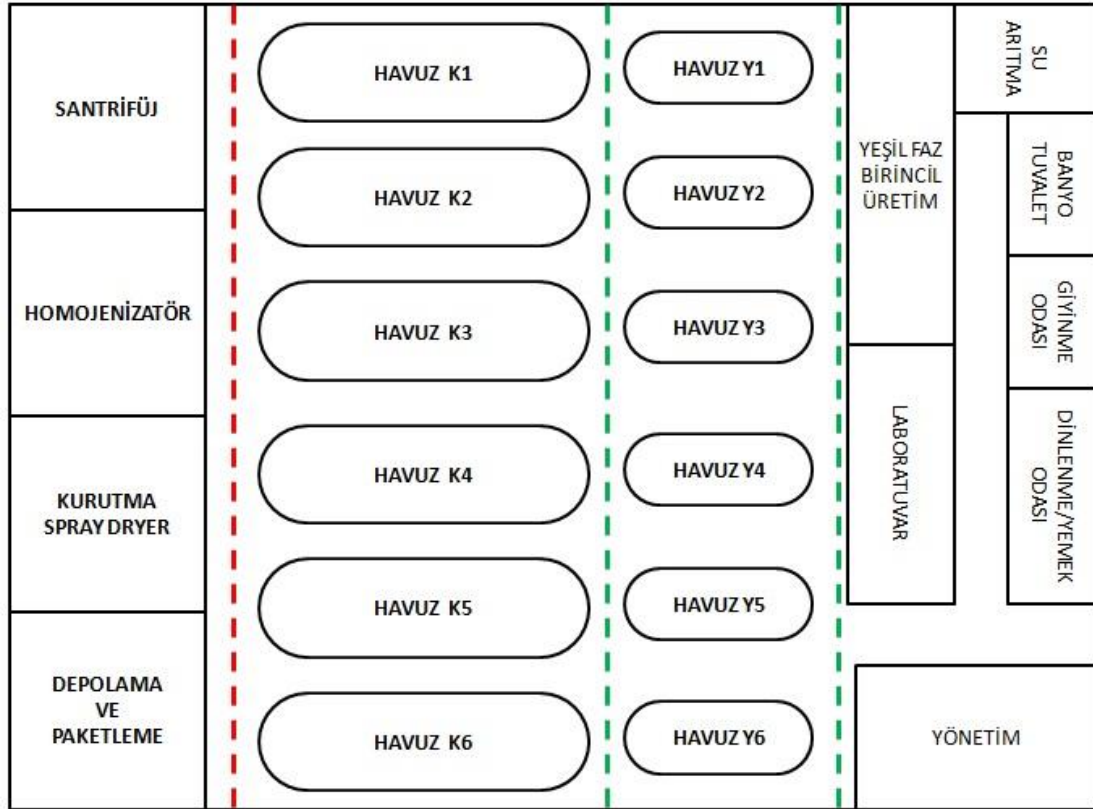 SANTRİFÜJ
HOMOJENİZATÖR
KURUTMA
SPRAY DRYER
DEPOLAMA
VE
PAKETLEME
HAVUZ K1
HAVUZ K2
HAVUZ K3
HAVUZ K4
HAVUZ K5
HAVUZ K6
HAVUZ Y1
HAVUZ Y2
HAVUZ Y3
HAVUZ Y4
HAVUZ Y5
HAVUZ Y6
YEŞİL FAZ
BİRİNCİL
ÜRETİM
LABORATUVAR
SU
ARITMA
BANYO
TUVALET
GİYİNME
ODASI
DİNLENME/YEMEK
ODASI
YÖNETİM